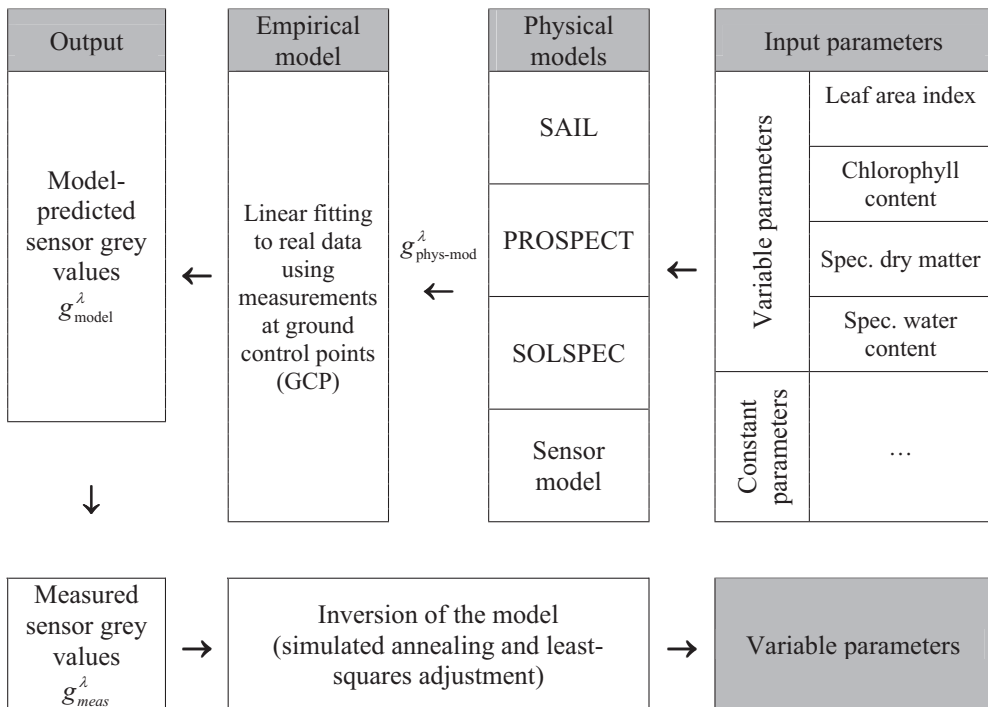 Output
Empirical
model
Physical
models
Input parameters
Model-
predicted
sensor grey
values
g^λ_model
←
Linear fitting
to real data
using
measurements
at ground
control points
(GCP)
g^λ_phys-mod
←
SAIL
PROSPECT
SOLSPEC
Sensor
model
←
Variable parameters
Leaf area index
Chlorophyll
content
Spec. dry matter
Spec. water
content
Constant
parameters
…
↓
Measured
sensor grey
values
g^λ_meas
→
Inversion of the model
(simulated annealing and least-
squares adjustment)
→
Variable parameters